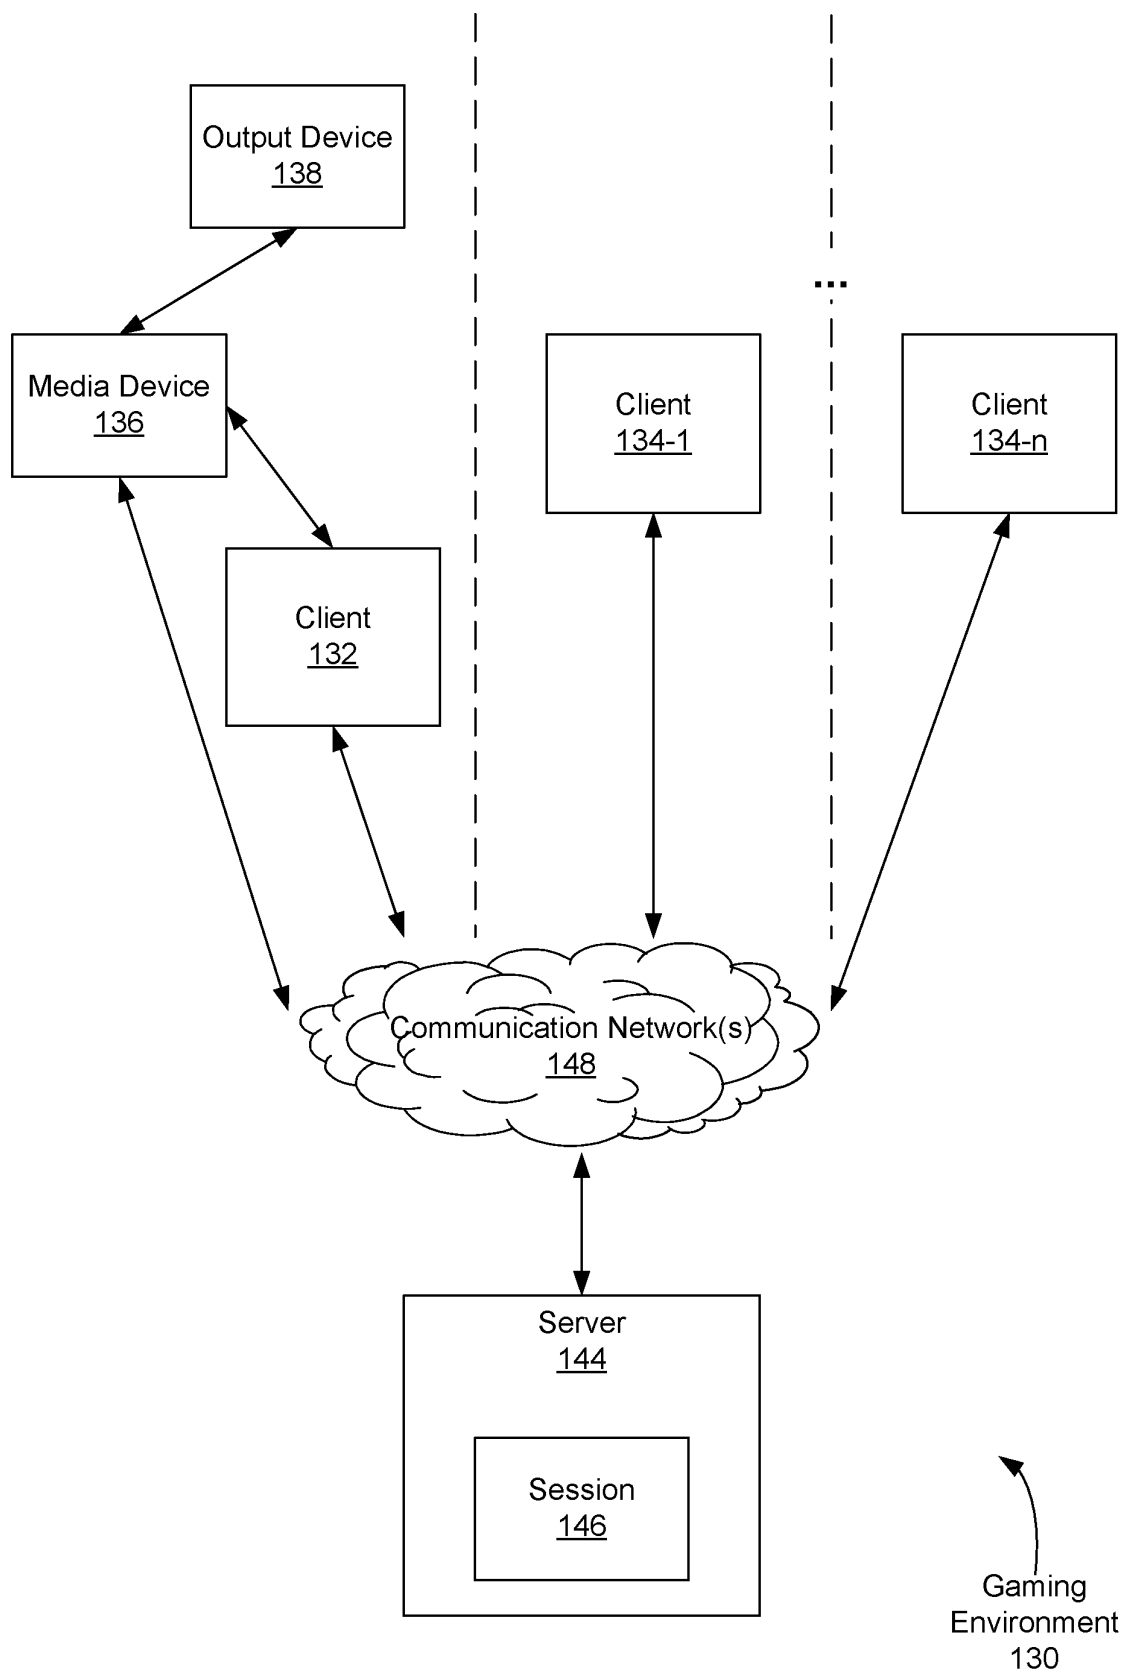 Output Device
138
...
Media Device
136
Client
134-1
Client
134-n
Client
132
Communication Network(s)
148
Server
144
Session
146
Gaming
Environment
130